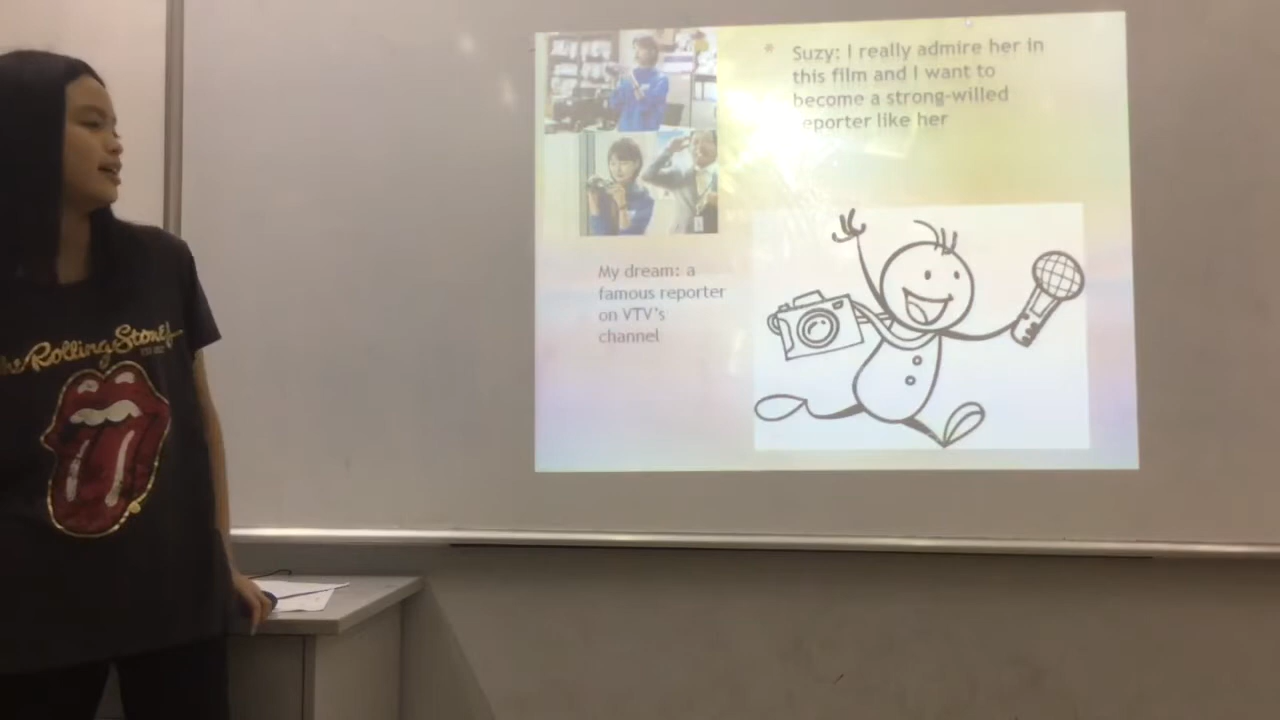 * Suzy: I really admire her in
this film and I want to
become a strong-willed
reporter like her
My dream: a
famous reporter
on VTV's
channel
The Rolling Stones